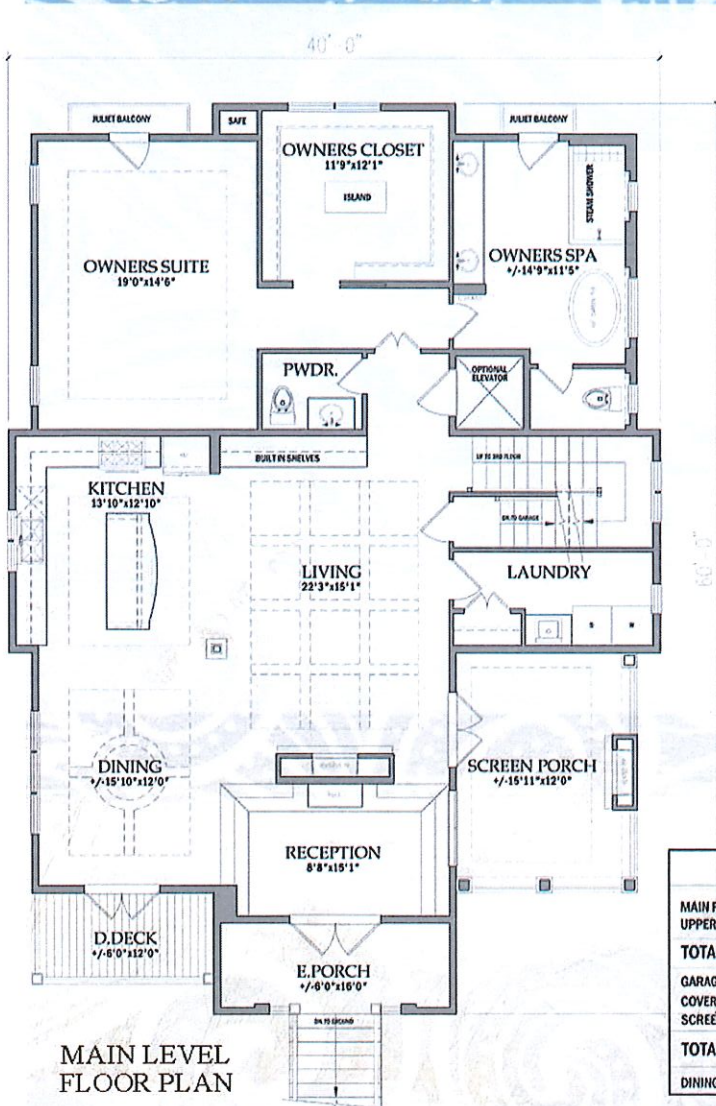 40'-0"
JULIET BALCONY
SAFE
JULIET BALCONY
OWNERS CLOSET
11'9"x12'1"
ISLAND
STEAM SHOWER
OWNERS SUITE
19'0"x14'6"
OWNERS SPA
+/-14'9"x11'5"
PWDR.
OPTIONAL
ELEVATOR
BUILT IN SHELVES
UP TO 3RD FLOOR
KITCHEN
13'10"x12'10"
DN. TO GARAGE
LIVING
22'3"x15'1"
LAUNDRY
60'-0"
DINING
+/-15'10"x12'0"
SCREEN PORCH
+/-15'11"x12'0"
RECEPTION
8'8"x15'1"
D.DECK
+/-6'0"x12'0"
E.PORCH
+/-6'0"x16'0"
DN. TO GROUND
MAIN LEVEL
FLOOR PLAN
MAIN F
UPPER
TOTA
GARAG
COVER
SCREE
TOTA
DINING